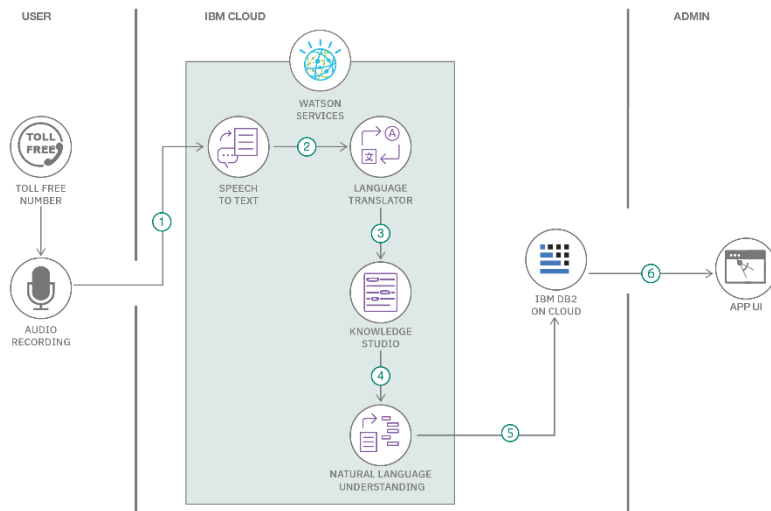 USER
IBM CLOUD
ADMIN
WATSON
SERVICES
TOLL
FREE
TOLL FREE
NUMBER
AUDIO
RECORDING
1
SPEECH
TO TEXT
2
A
文
LANGUAGE
TRANSLATOR
3
KNOWLEDGE
STUDIO
4
NATURAL LANGUAGE
UNDERSTANDING
5
IBM DB2
ON CLOUD
6
APP UI